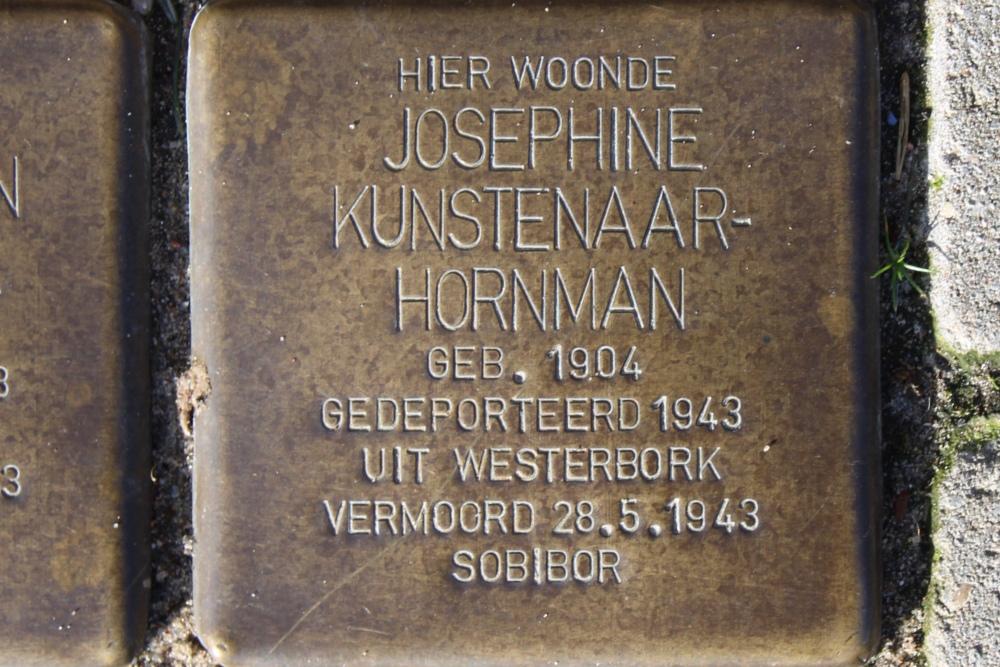 HIER WOONDE
JOSEPHINE
KUNSTENAAR-
HORNMAN
GEB. 1904
GEDEPORTEERD 1943
UIT WESTERBORK
VERMOORD 28.5.1943
SOBIBOR